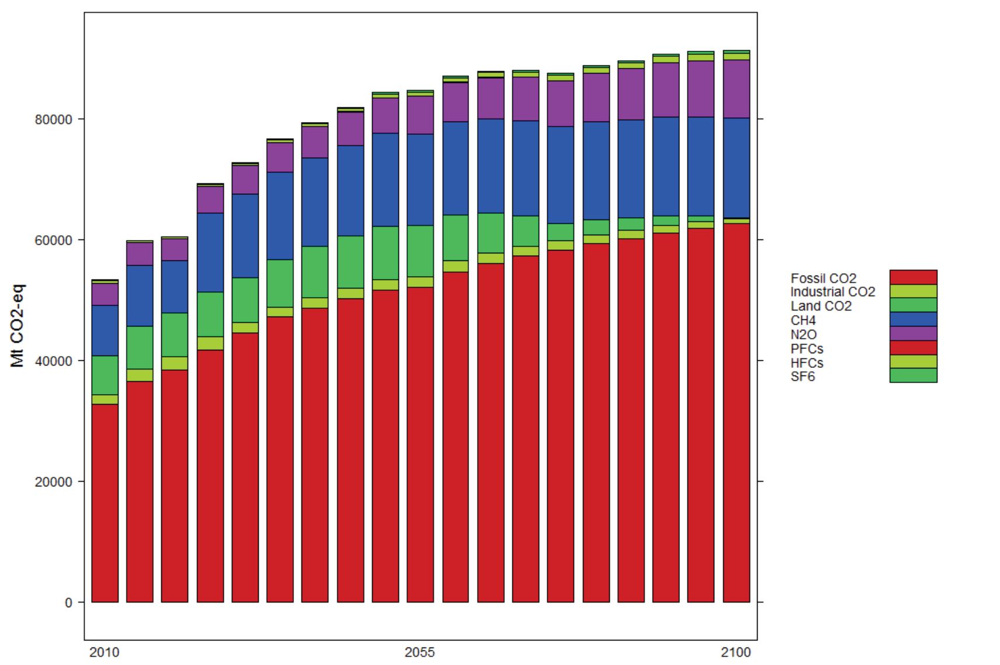 Mt CO2-eq
80000
60000
40000
20000
0
2010
2055
2100
Fossil CO2
Industrial CO2
Land CO2
CH4
N2O
PFCs
HFCs
SF6